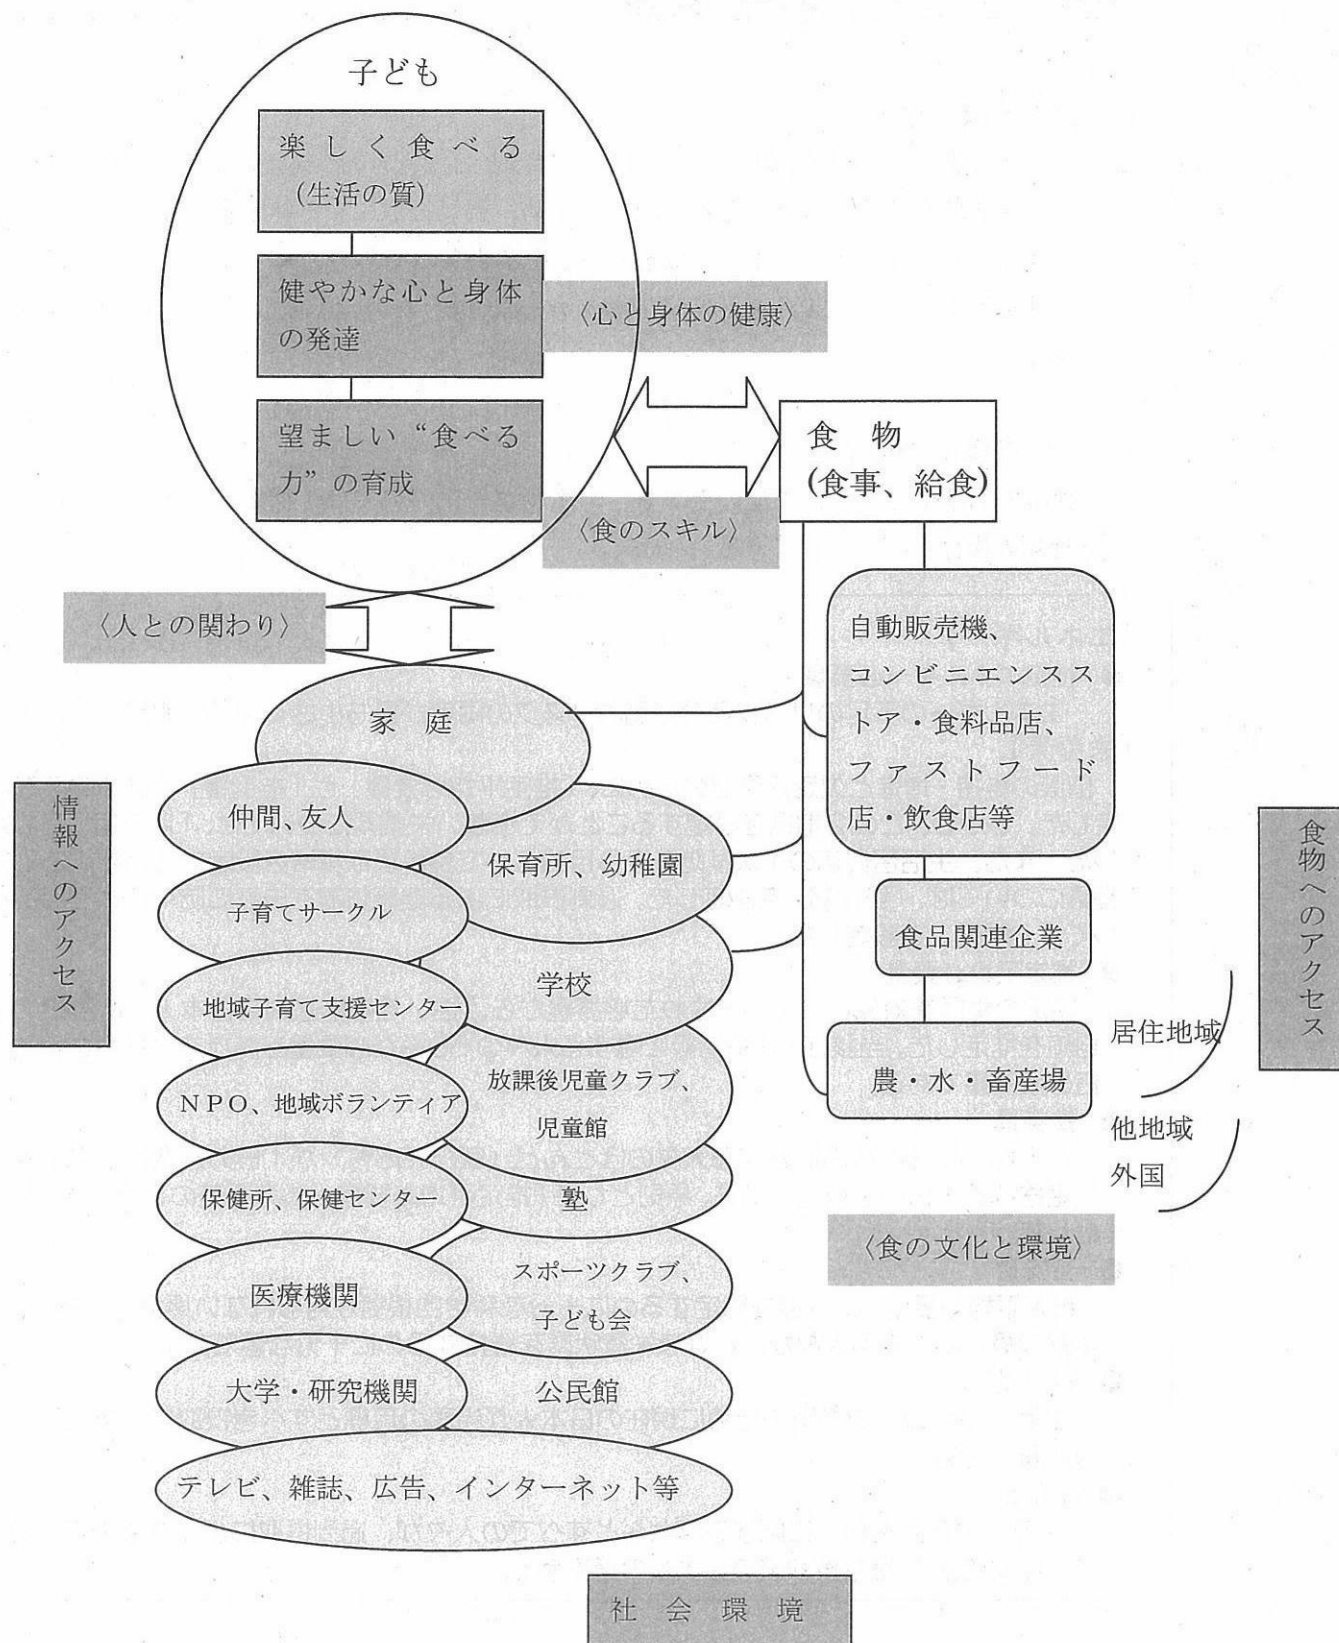 子ども
楽しく食べる
(生活の質)
健やかな心と身体
の発達
〈心と身体の健康〉
望ましい“食べる
力”の育成
食 物
(食事、給食)
〈食のスキル〉
〈人との関わり〉
自動販売機、
コンビニエンスス
トア・食料品店、
ファストフード
店・飲食店等
家 庭
仲間、友人
保育所、幼稚園
子育てサークル
学校
地域子育て支援センター
放課後児童クラブ、
児童館
NPO、地域ボランティア
保健所、保健センター
塾
医療機関
スポーツクラブ、
子ども会
大学・研究機関
公民館
テレビ、雑誌、広告、インターネット等
情報へのアクセス
食品関連企業
農・水・畜産場
居住地域
他地域
外国
食物へのアクセス
〈食の文化と環境〉
社 会 環 境